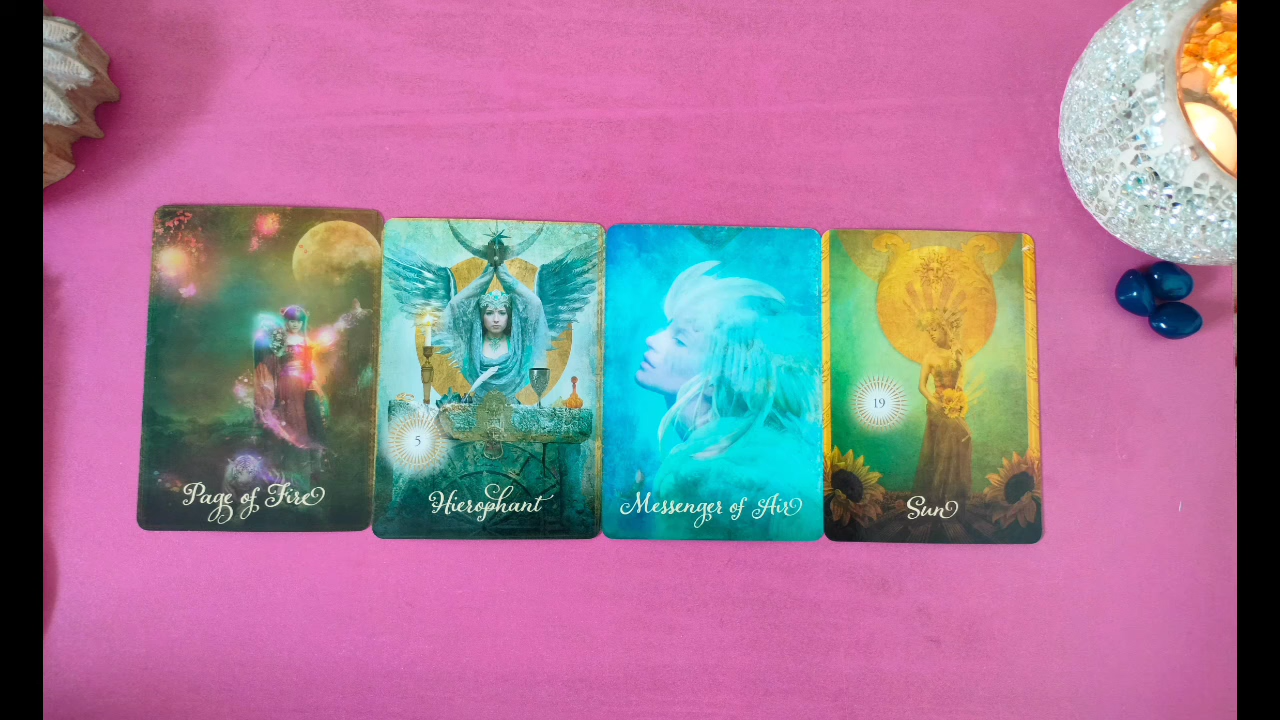 Page of Fire
5
Hierophant
Messenger of Air
19
Sun